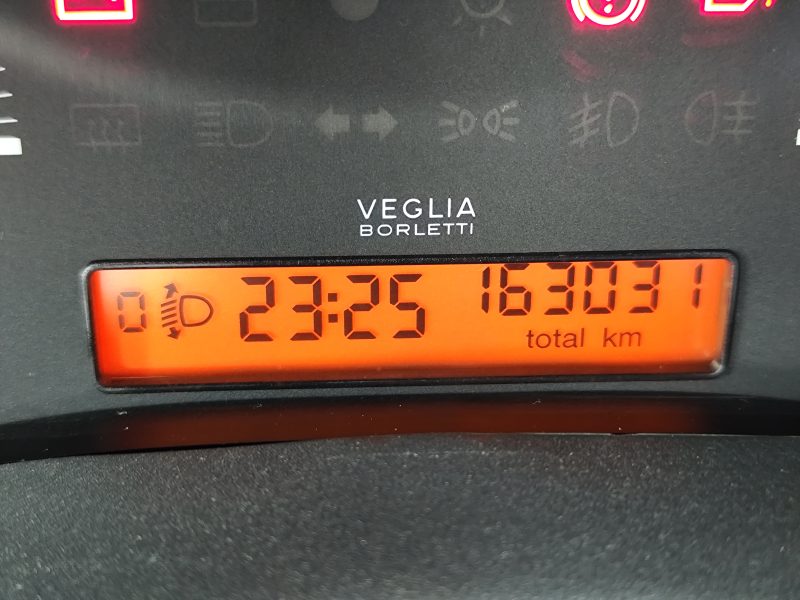 VEGLIA
BORLETTI
0 23:25 163031
total km